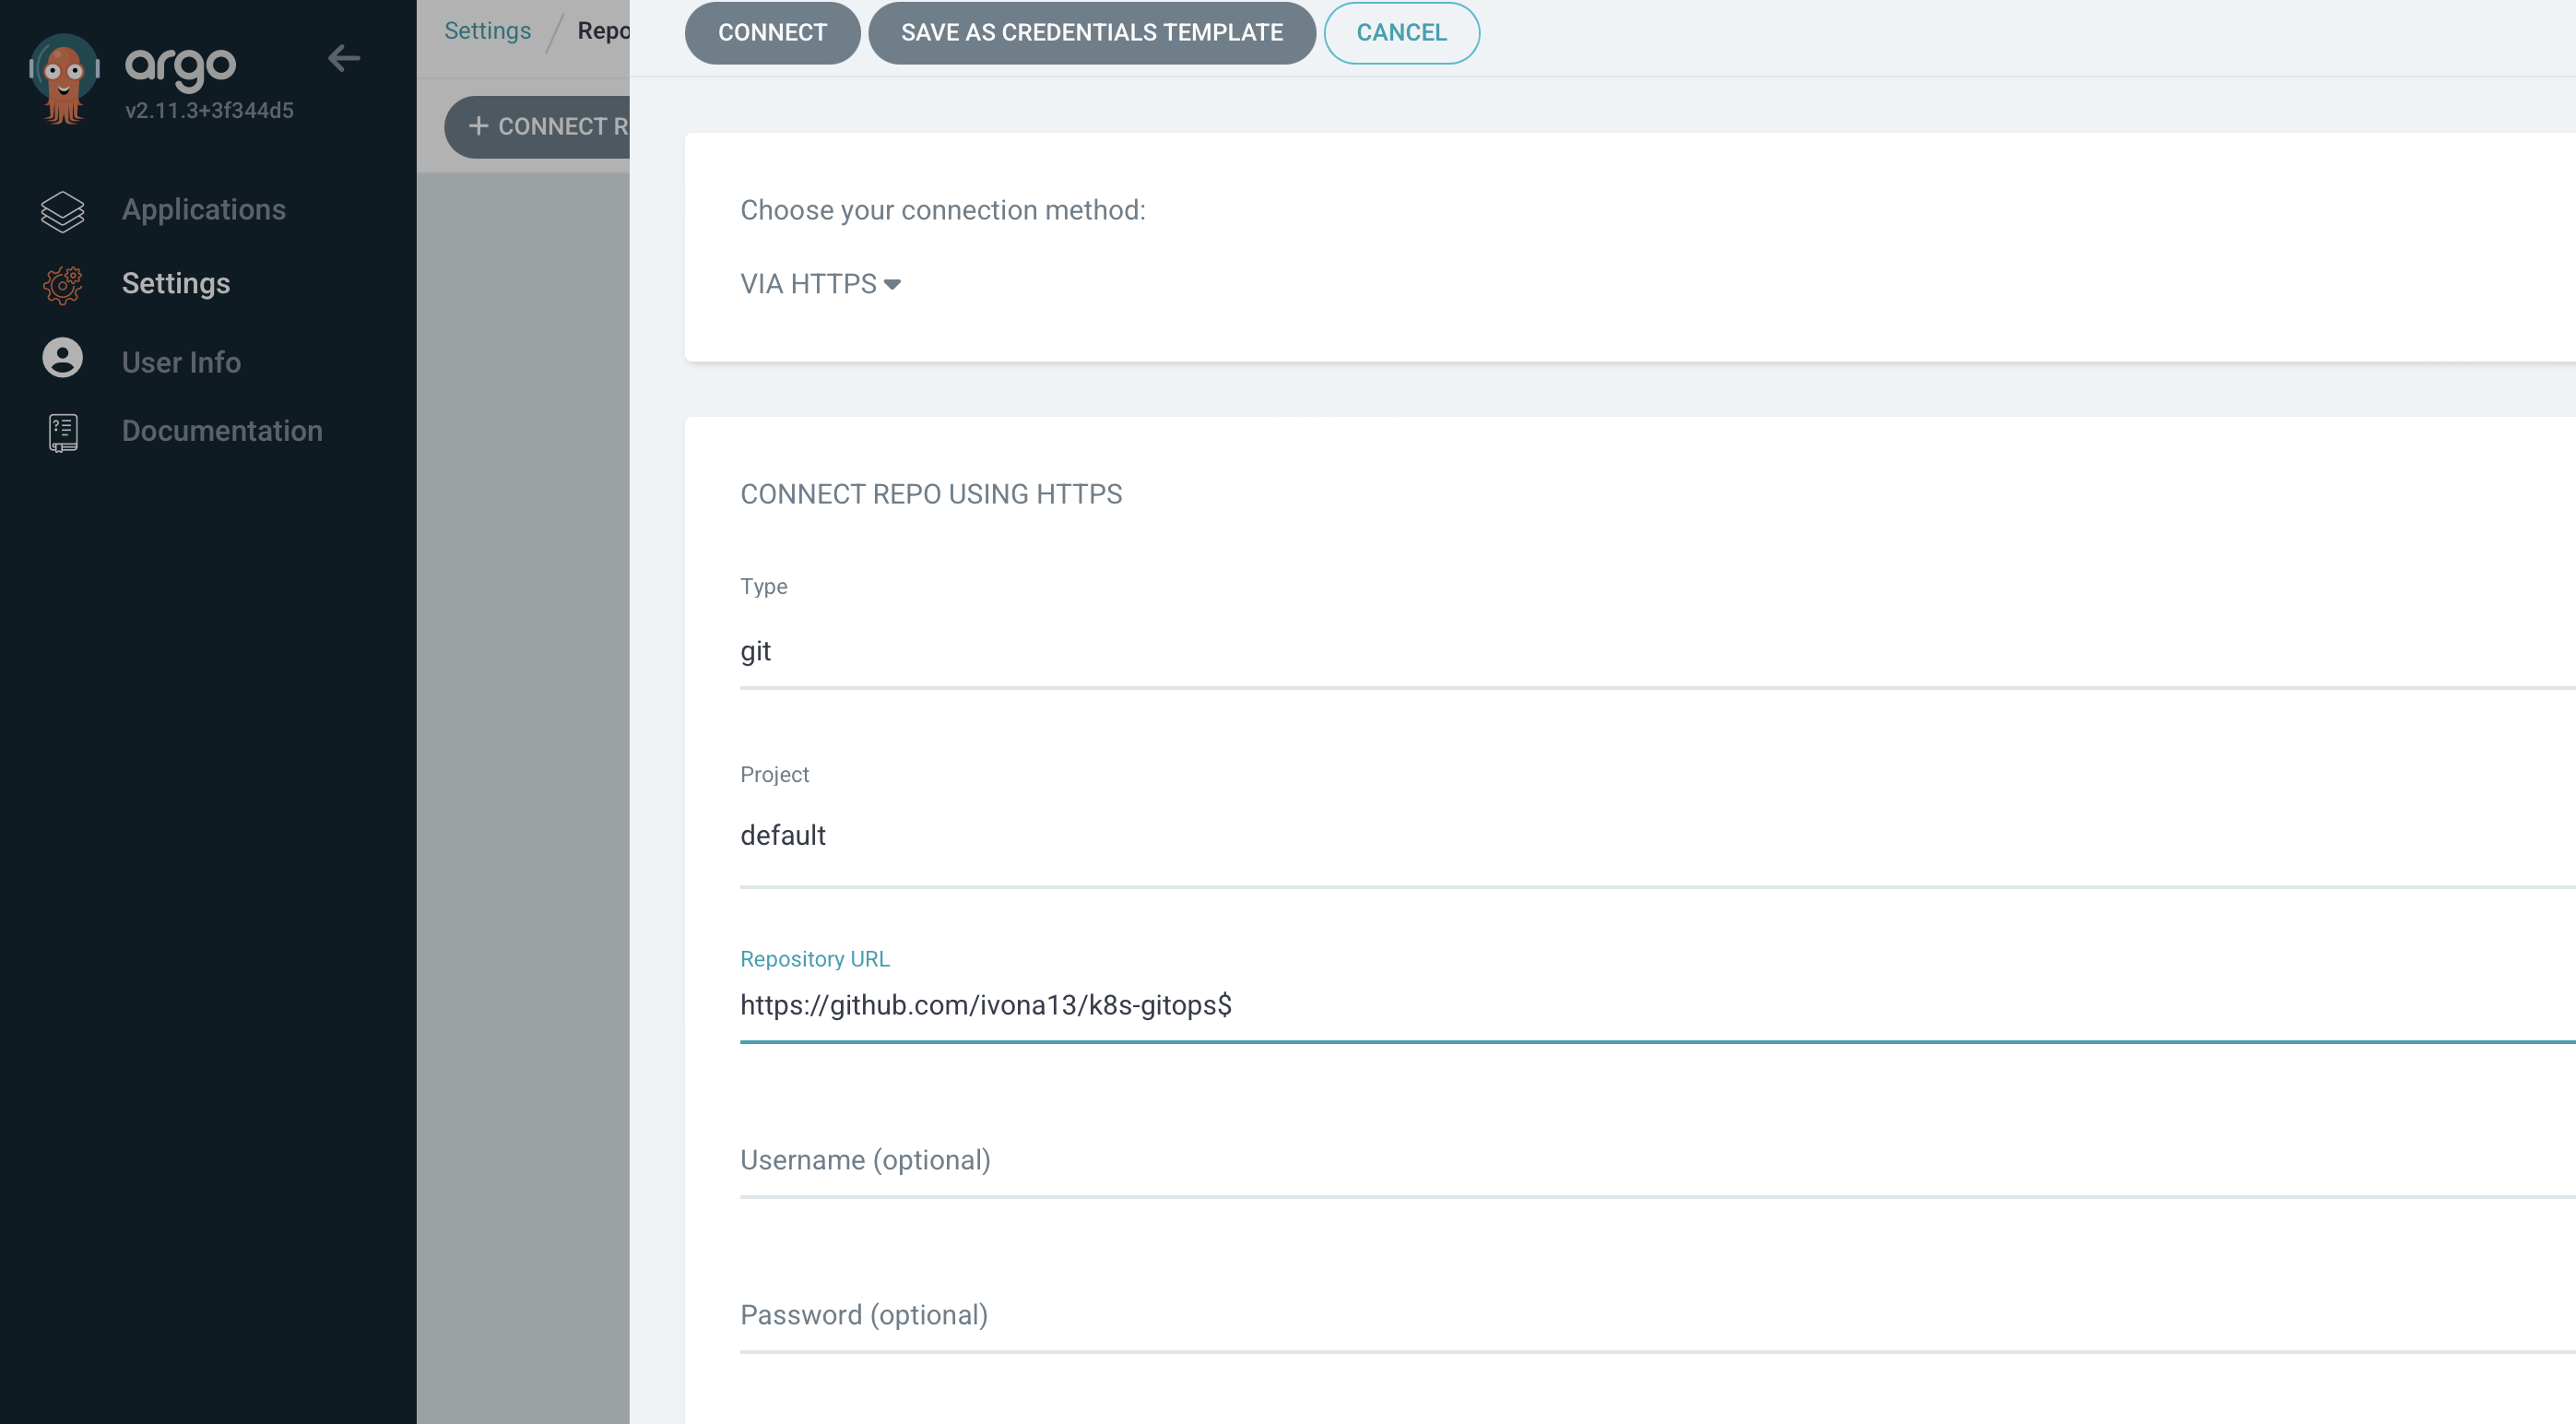 argo
v2.11.3+3f344d5
Applications
Settings
User Info
Documentation
Settings / Repo
+ CONNECT R
CONNECT
SAVE AS CREDENTIALS TEMPLATE
CANCEL
Choose your connection method:
VIA HTTPS
CONNECT REPO USING HTTPS
Type
git
Project
default
Repository URL
https://github.com/ivona13/k8s-gitops$
Username (optional)
Password (optional)